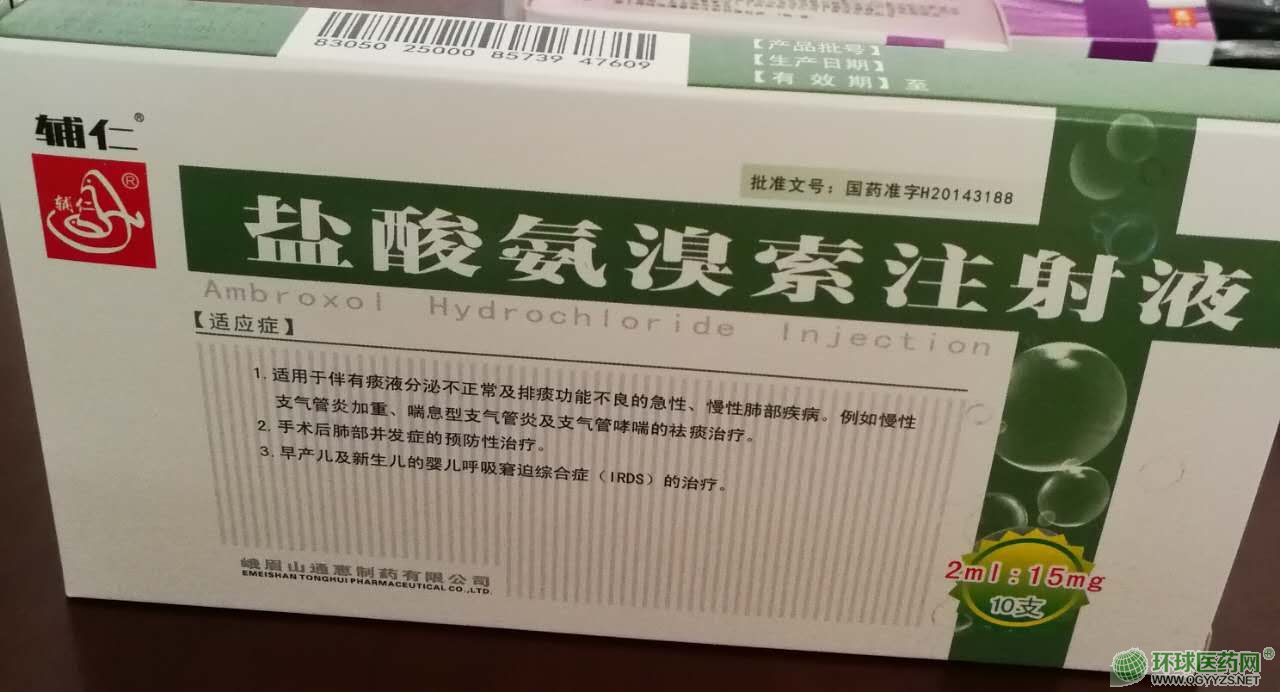 83050 25000 85739 47609
【产品批号】
【生产日期】
【有 效 期】至
辅仁®
辅仁®
批准文号：国药准字H20143188
盐酸氨溴索注射液
Ambroxol Hydrochloride Injection
【适应症】
1. 适用于伴有痰液分泌不正常及排痰功能不良的急性、慢性肺部疾病。例如慢性
支气管炎加重、喘息型支气管炎及支气管哮喘的祛痰治疗。
2. 手术后肺部并发症的预防性治疗。
3. 早产儿及新生儿的婴儿呼吸窘迫综合症（IRDS）的治疗。
峨眉山通惠制药有限公司
EMEISHAN TONGHUI PHARMACEUTICAL CO.,LTD.
2ml:15mg
10支
环球医药网®
WWW.QGYYZS.NET